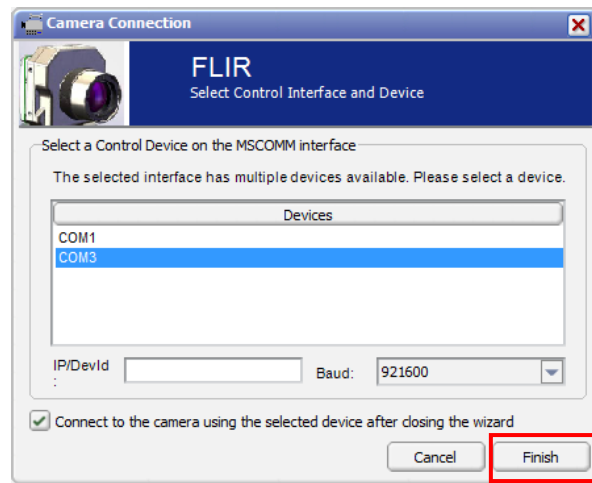 Camera Connection
FLIR
Select Control Interface and Device
Select a Control Device on the MSCOMM interface
The selected interface has multiple devices available. Please select a device.
Devices
COM1
COM3
IP/DevId
:
Baud:
921600
Connect to the camera using the selected device after closing the wizard
Cancel
Finish